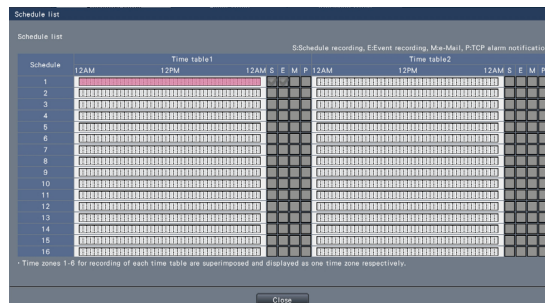 Schedule list
Schedule list
S:Schedule recording, E:Event recording, M:e-Mail, P:TCP alarm notificatio
Schedule Time table1 Time table2
12AM 12PM 12AM S E M P 12AM 12PM 12AM S E M P
1
2
3
4
5
6
7
8
9
10
11
12
13
14
15
16
・Time zones 1-6 for recording of each time table are superimposed and displayed as one time zone respectively.
Close